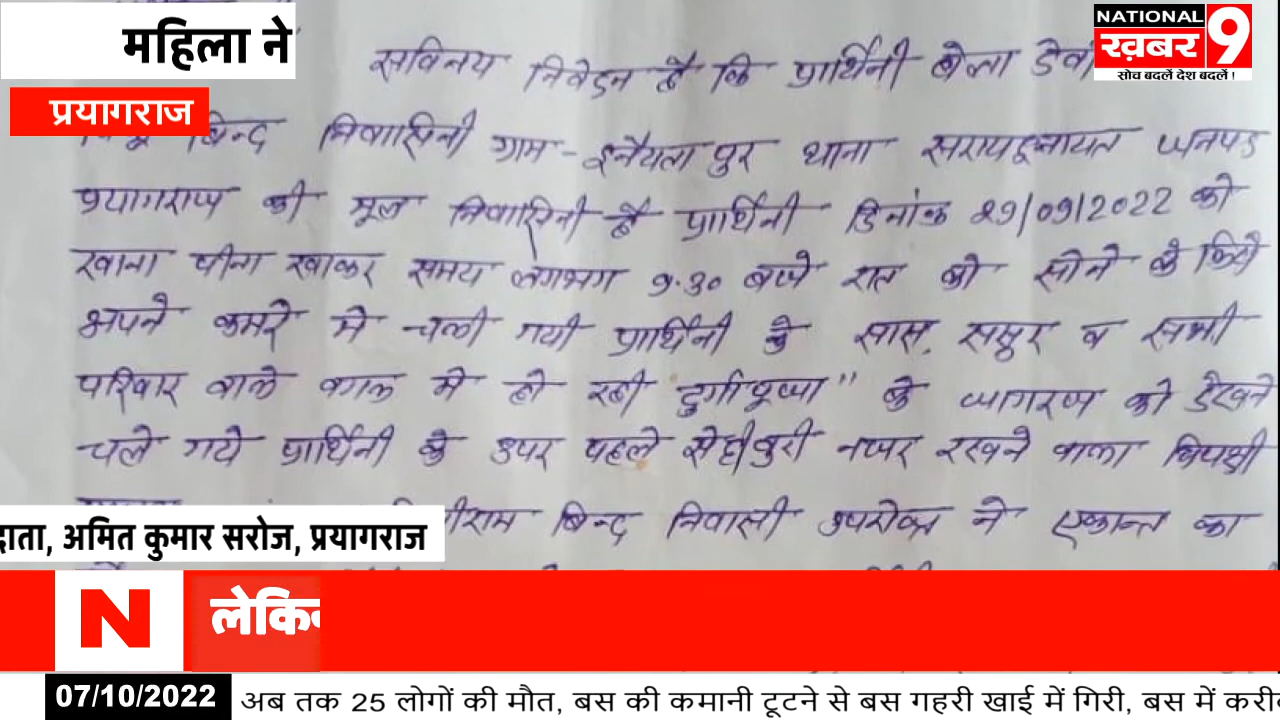 महिला ने
NATIONAL
ख़बर 9
सोच बदलें देश बदलें !
प्रयागराज
सविनय निवेदन है कि प्रार्थिनी बेला देवी
बिन्द निवासिनी ग्राम - इनैयतापुर थाना सरायइनायत जनपद
प्रयागराज की मूल निवासिनी है प्रार्थिनी दिनांक 29/09/2022 को
खाना पीना खाकर समय लगभग 9.30 बजे रात को सोने के लिये
अपने कमरे मे चली गयी प्रार्थिनी के सास, ससुर व सभी
परिवार वाले बगल मे हो रही दुर्गापूजा" के जागरण को देखने
चले गये प्रार्थिनी के उपर पहले से ही बुरी नजर रखने वाला विपक्षी
बिन्द निवासी उपरोक्त ने एकान्त का
दाता, अमित कुमार सरोज, प्रयागराज
N
07/10/2022
अब तक 25 लोगों की मौत, बस की कमानी टूटने से बस गहरी खाई में गिरी, बस में